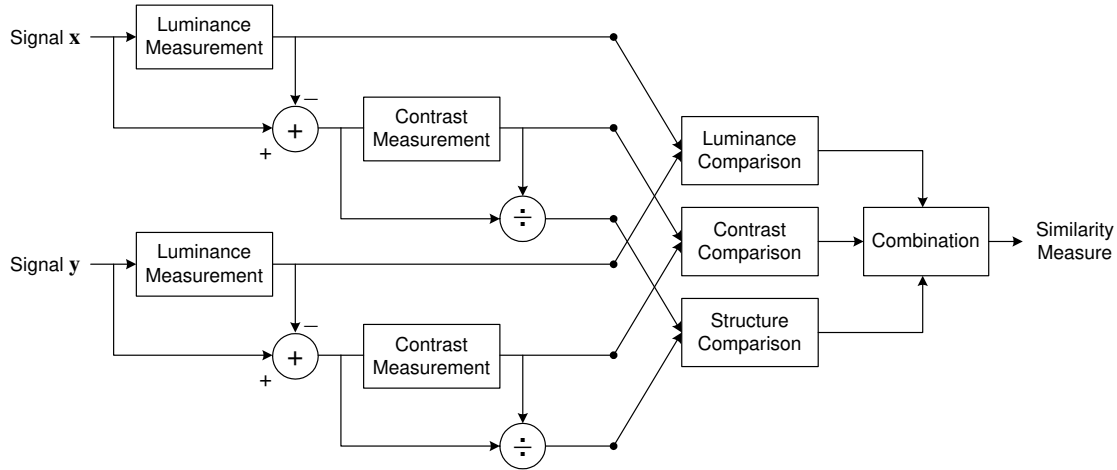 Signal x
Luminance
Measurement
−
+
+
Contrast
Measurement
÷
Signal y
Luminance
Measurement
−
+
+
Contrast
Measurement
÷
Luminance
Comparison
Contrast
Comparison
Structure
Comparison
Combination
Similarity
Measure